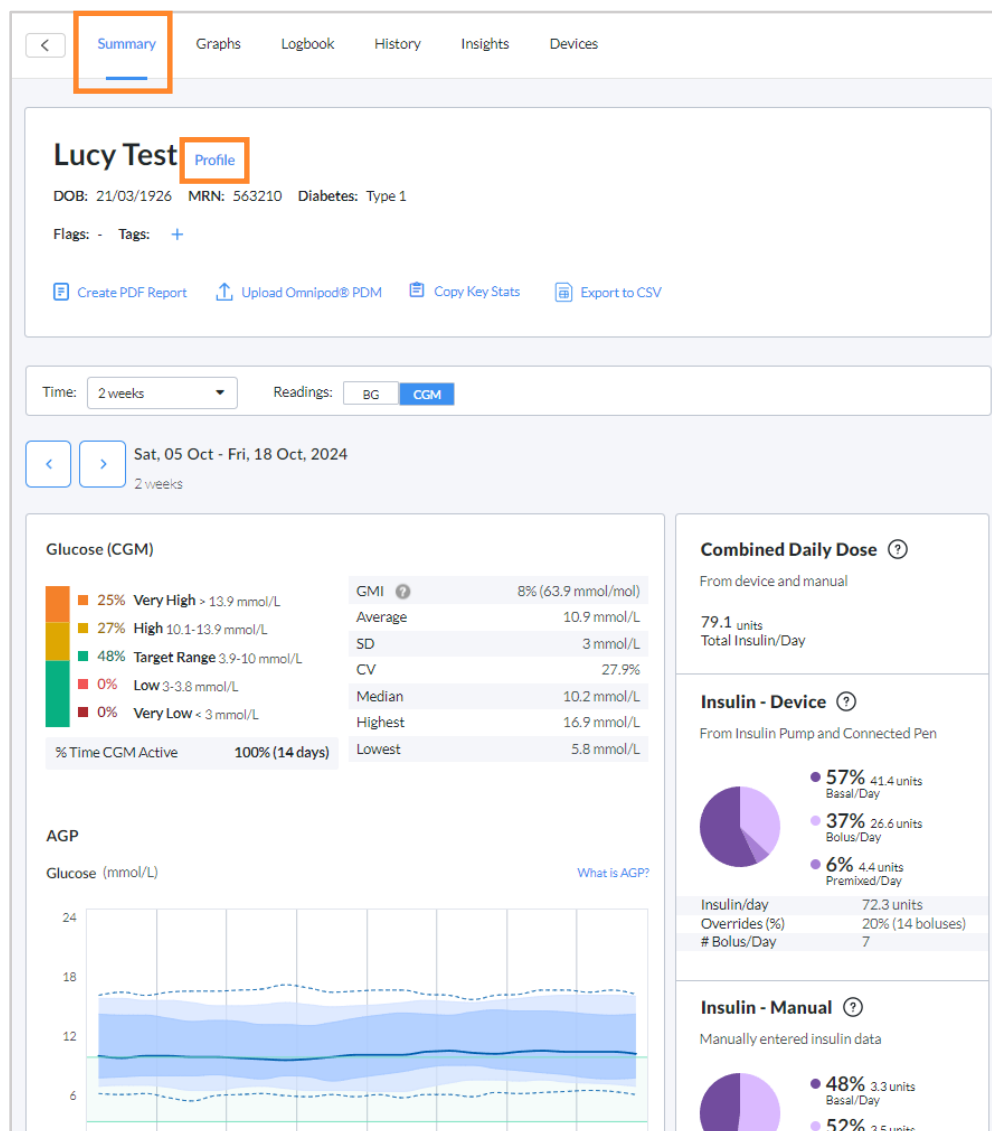 Summary Graphs Logbook History Insights Devices
Lucy Test Profile
DOB: 21/03/1926 MRN: 563210 Diabetes: Type 1
Flags: - Tags: +
Create PDF Report Upload Omnipod® PDM Copy Key Stats Export to CSV
Time: 2 weeks Readings: BG CGM
Sat, 05 Oct - Fri, 18 Oct, 2024
2 weeks
Glucose (CGM)
25% Very High > 13.9 mmol/L
27% High 10.1-13.9 mmol/L
48% Target Range 3.9-10 mmol/L
0% Low 3-3.8 mmol/L
0% Very Low < 3 mmol/L
% Time CGM Active 100% (14 days)
GMI ? 8% (63.9 mmol/mol)
Average 10.9 mmol/L
SD 3 mmol/L
CV 27.9%
Median 10.2 mmol/L
Highest 16.9 mmol/L
Lowest 5.8 mmol/L
AGP
Glucose (mmol/L) What is AGP?
24
18
12
6
Combined Daily Dose ?
From device and manual
79.1 units
Total Insulin/Day
Insulin - Device ?
From Insulin Pump and Connected Pen
57% 41.4 units
Basal/Day
37% 26.6 units
Bolus/Day
6% 4.4 units
Premixed/Day
Insulin/day 72.3 units
Overrides (%) 20% (14 boluses)
# Bolus/Day 7
Insulin - Manual ?
Manually entered insulin data
48% 3.3 units
Basal/Day
52% 3.5 units